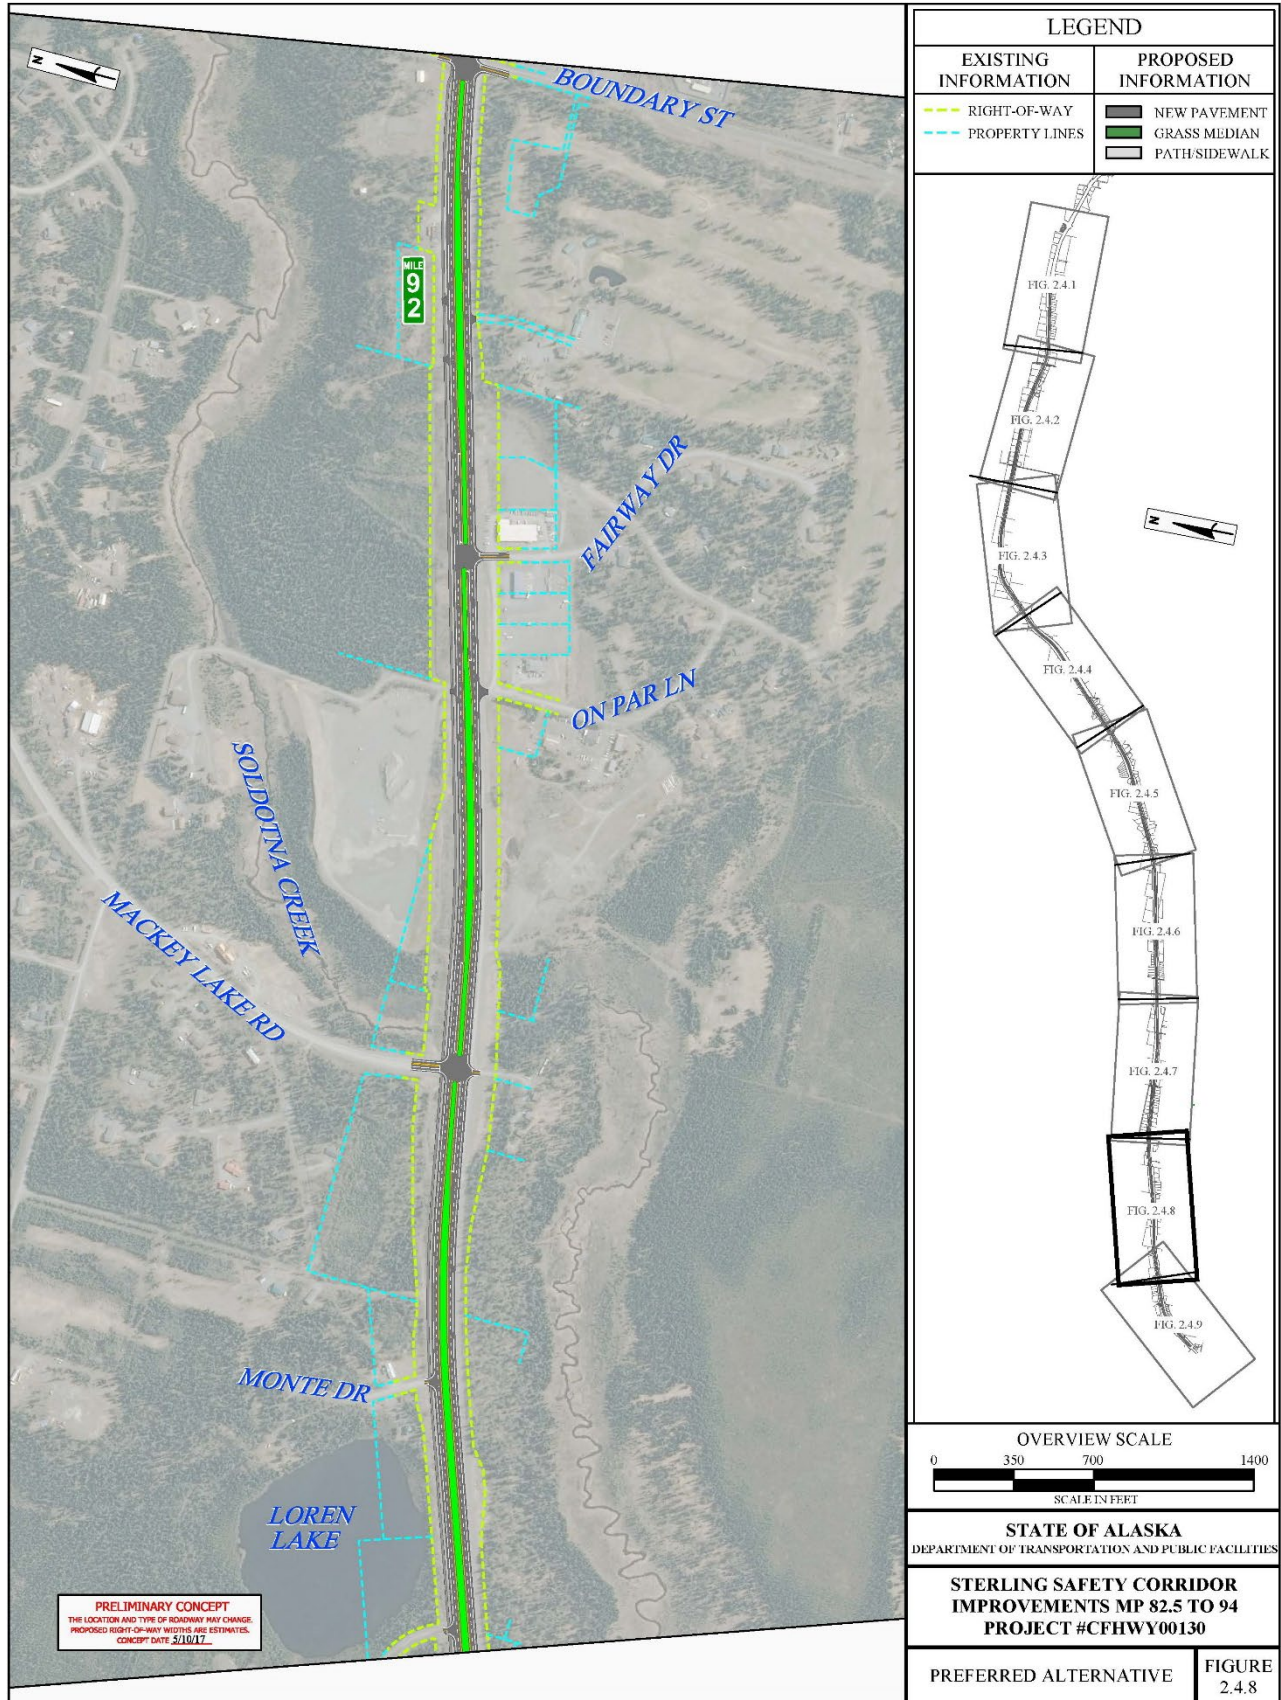 N
BOUNDARY ST
MILE
9
2
FAIRWAY DR
ON PAR LN
SOLDOTNA CREEK
MACKEY LAKE RD
MONTE DR
LOREN
LAKE
PRELIMINARY CONCEPT
THE LOCATION AND TYPE OF ROADWAY MAY CHANGE.
PROPOSED RIGHT-OF-WAY WIDTHS ARE ESTIMATES.
CONCEPT DATE 5/10/17
LEGEND
EXISTING
INFORMATION
RIGHT-OF-WAY
PROPERTY LINES
PROPOSED
INFORMATION
NEW PAVEMENT
GRASS MEDIAN
PATH/SIDEWALK
FIG. 2.4.1
FIG. 2.4.2
N
FIG. 2.4.3
FIG. 2.4.4
FIG. 2.4.5
FIG. 2.4.6
FIG. 2.4.7
FIG. 2.4.8
FIG. 2.4.9
OVERVIEW SCALE
0 350 700 1400
SCALE IN FEET
STATE OF ALASKA
DEPARTMENT OF TRANSPORTATION AND PUBLIC FACILITIES
STERLING SAFETY CORRIDOR
IMPROVEMENTS MP 82.5 TO 94
PROJECT #CFHWY00130
PREFERRED ALTERNATIVE
FIGURE
2.4.8